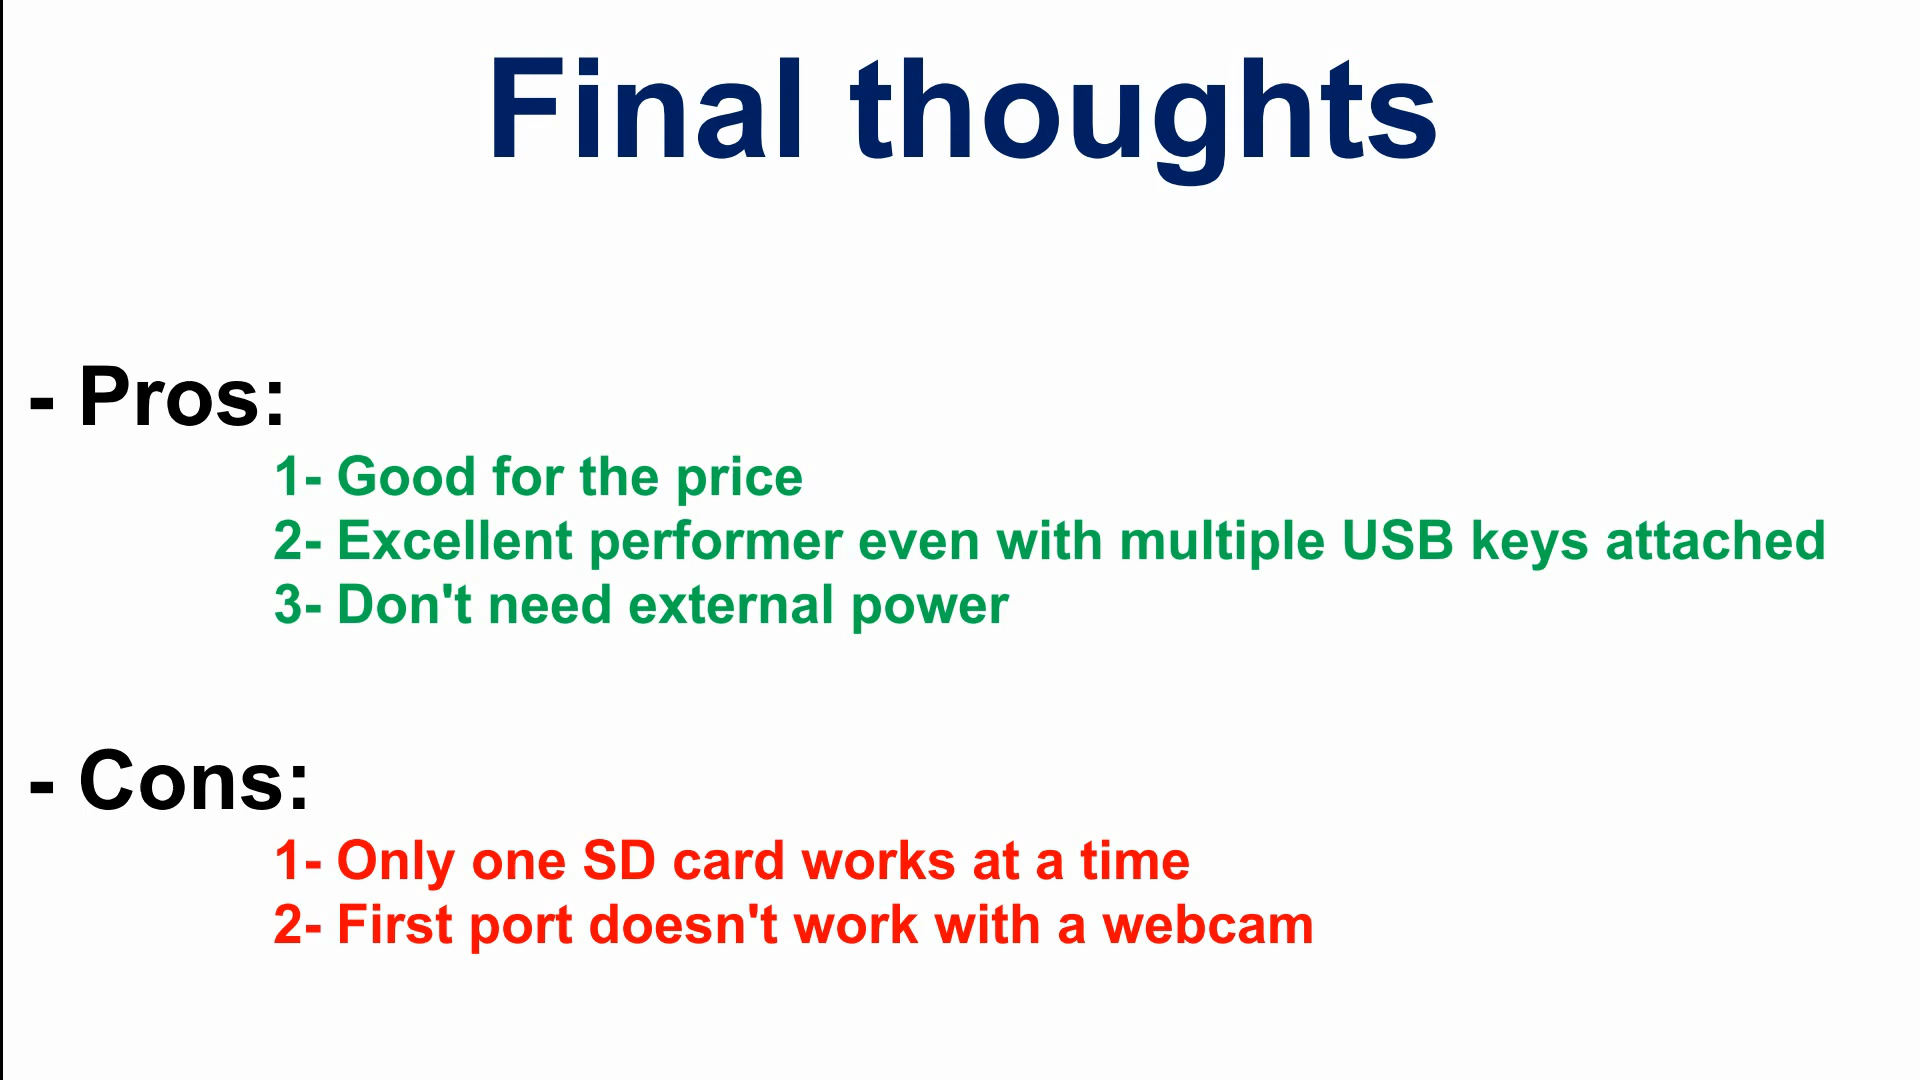 Final thoughts
- Pros:
1- Good for the price
2- Excellent performer even with multiple USB keys attached
3- Don't need external power
- Cons:
1- Only one SD card works at a time
2- First port doesn't work with a webcam